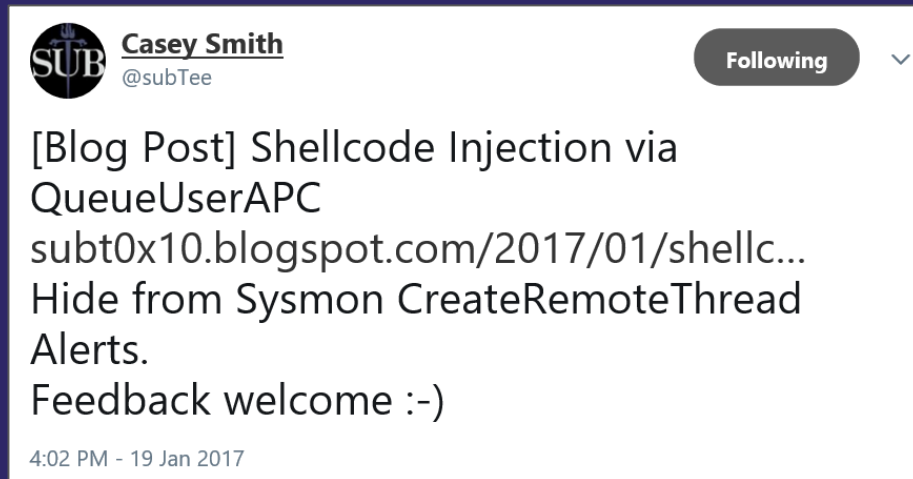 SUB
Casey Smith
@subTee
Following
[Blog Post] Shellcode Injection via
QueueUserAPC
subt0x10.blogspot.com/2017/01/shellc...
Hide from Sysmon CreateRemoteThread
Alerts.
Feedback welcome :-)
4:02 PM - 19 Jan 2017